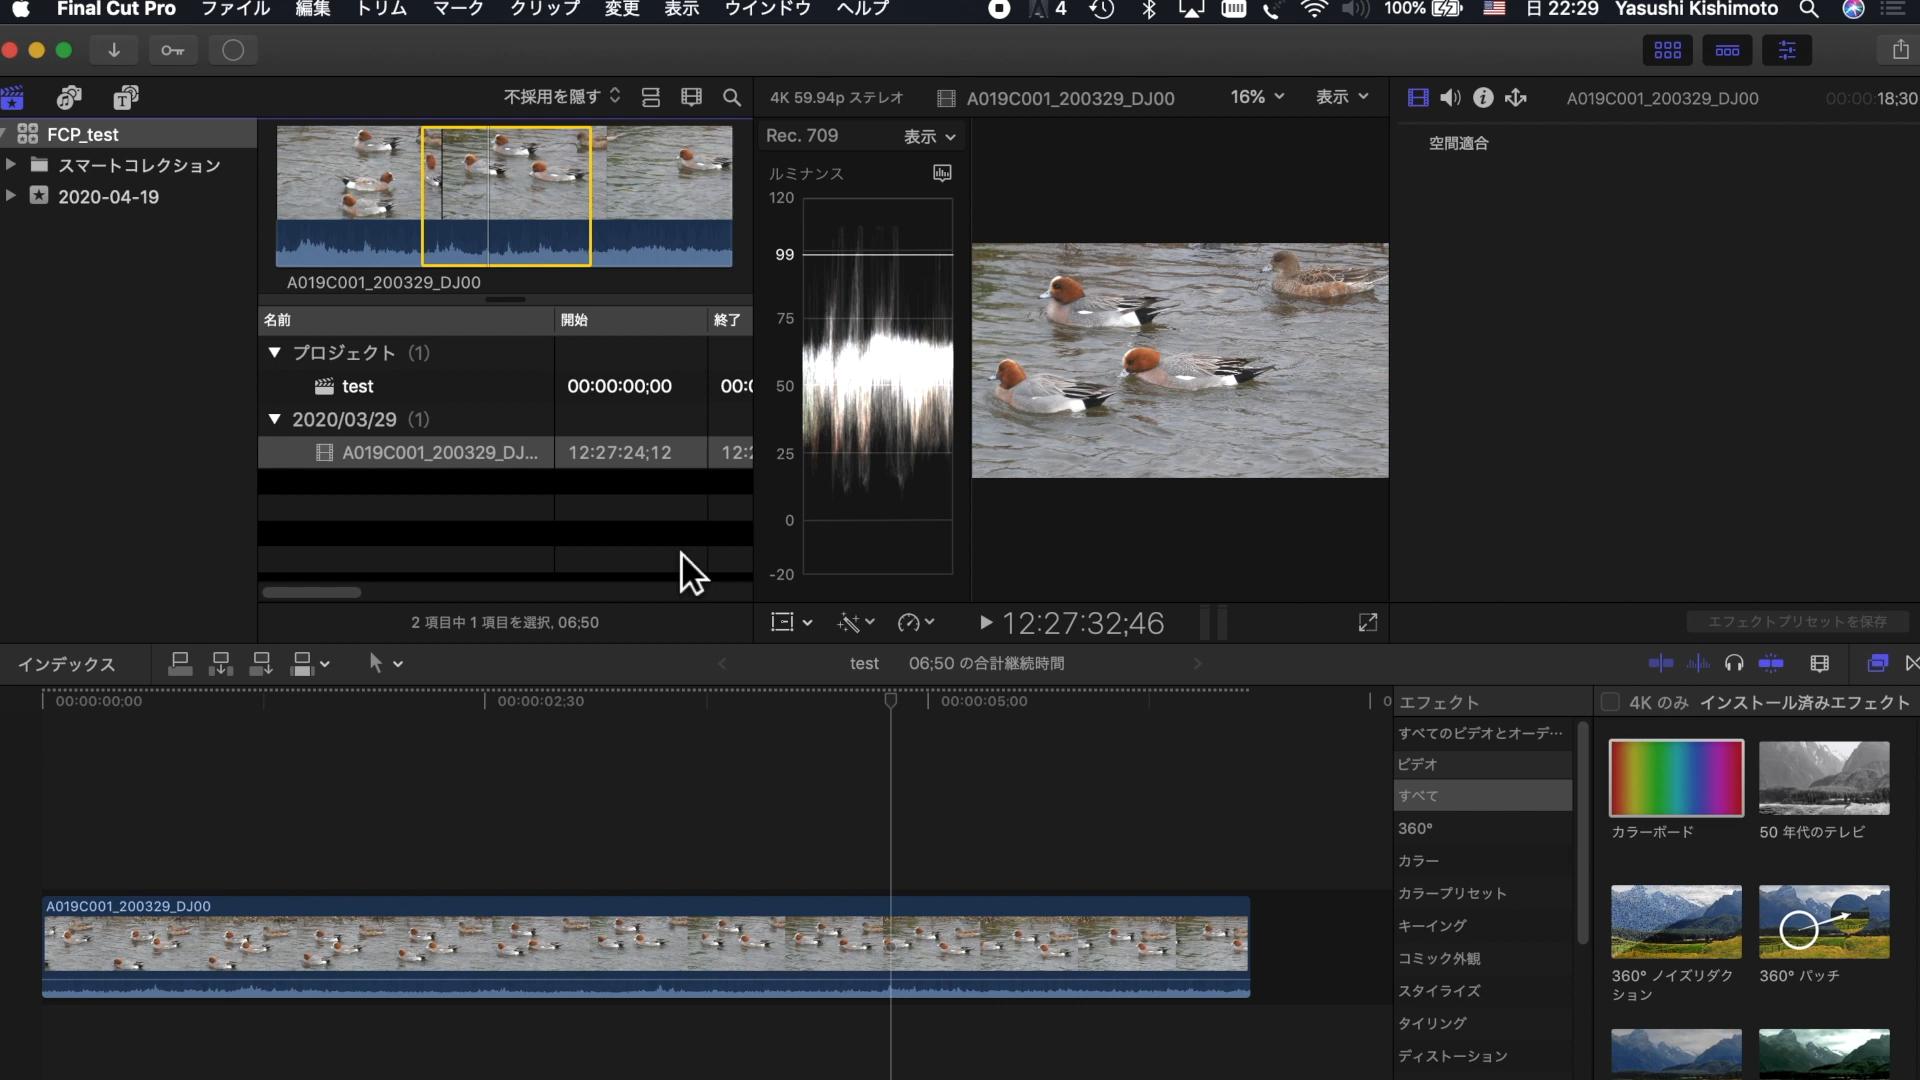 Final Cut Pro ファイル 編集 トリム マーク クリップ 変更 表示 ウインドウ ヘルプ 4 100% 日 22:29 Yasushi Kishimoto
不採用を隠す 4K 59.94p ステレオ A019C001_200329_DJ00 16% 表示 A019C001_200329_DJ00 00:00:18;30
FCP_test
スマートコレクション
2020-04-19
A019C001_200329_DJ00
名前 開始 終了
プロジェクト (1)
test 00:00:00;00
2020/03/29 (1)
A019C001_200329_DJ... 12:27:24;12
2 項目中 1 項目を選択, 06;50
Rec. 709 表示
ルミナンス
120
99
75
50
25
0
-20
12:27:32;46
空間適合
エフェクトプリセットを保存
インデックス test 06;50 の合計継続時間
00:00:00;00 00:00:02;30 00:00:05;00
A019C001_200329_DJ00
エフェクト 4K のみ インストール済みエフェクト
すべてのビデオとオーデ…
ビデオ
すべて
360°
カラー
カラープリセット
キーイング
コミック外観
スタイライズ
タイリング
ディストーション
カラーボード 50 年代のテレビ
360° ノイズリダク
ション
360° パッチ